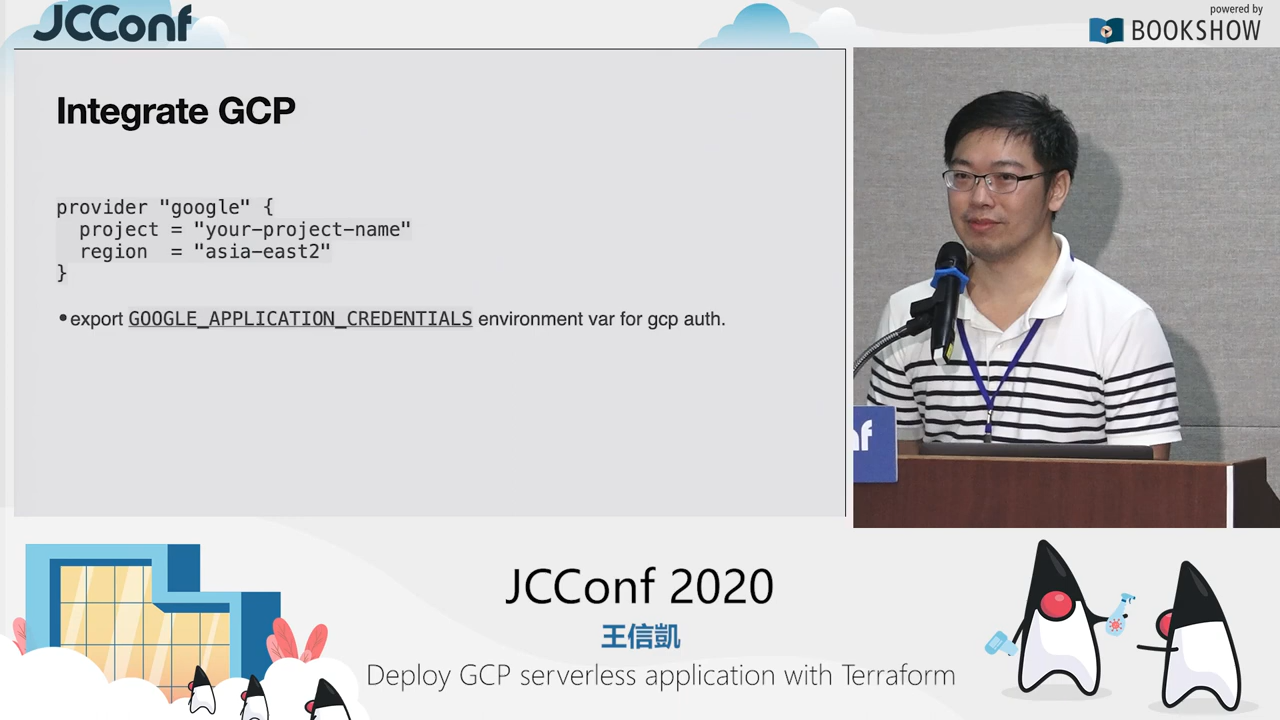 JCConf
powered by
BOOKSHOW
Integrate GCP
provider "google" {
project = "your-project-name"
region = "asia-east2"
}
•export GOOGLE_APPLICATION_CREDENTIALS environment var for gcp auth.
nf
JCConf 2020
王信凱
Deploy GCP serverless application with Terraform